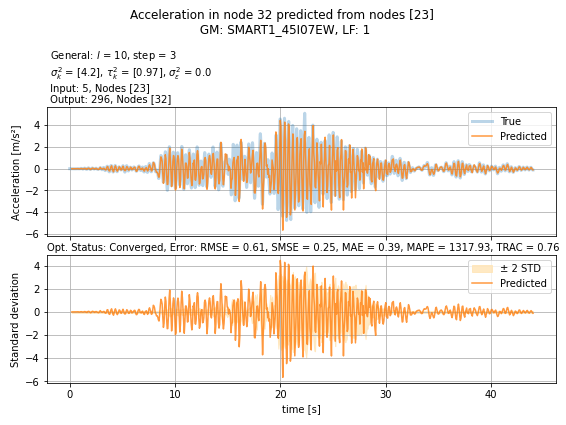 Acceleration in node 32 predicted from nodes [23]
GM: SMART1_45I07EW, LF: 1
General: l = 10, step = 3
σ²ₖ = [4.2], τ²ₖ = [0.97], σ²ε = 0.0
Input: 5, Nodes [23]
Output: 296, Nodes [32]
Acceleration [m/s²]
4
2
0
−2
−4
−6
True
Predicted
Opt. Status: Converged, Error: RMSE = 0.61, SMSE = 0.25, MAE = 0.39, MAPE = 1317.93, TRAC = 0.76
Standard deviation
4
2
0
−2
−4
−6
± 2 STD
Predicted
0 10 20 30 40
time [s]